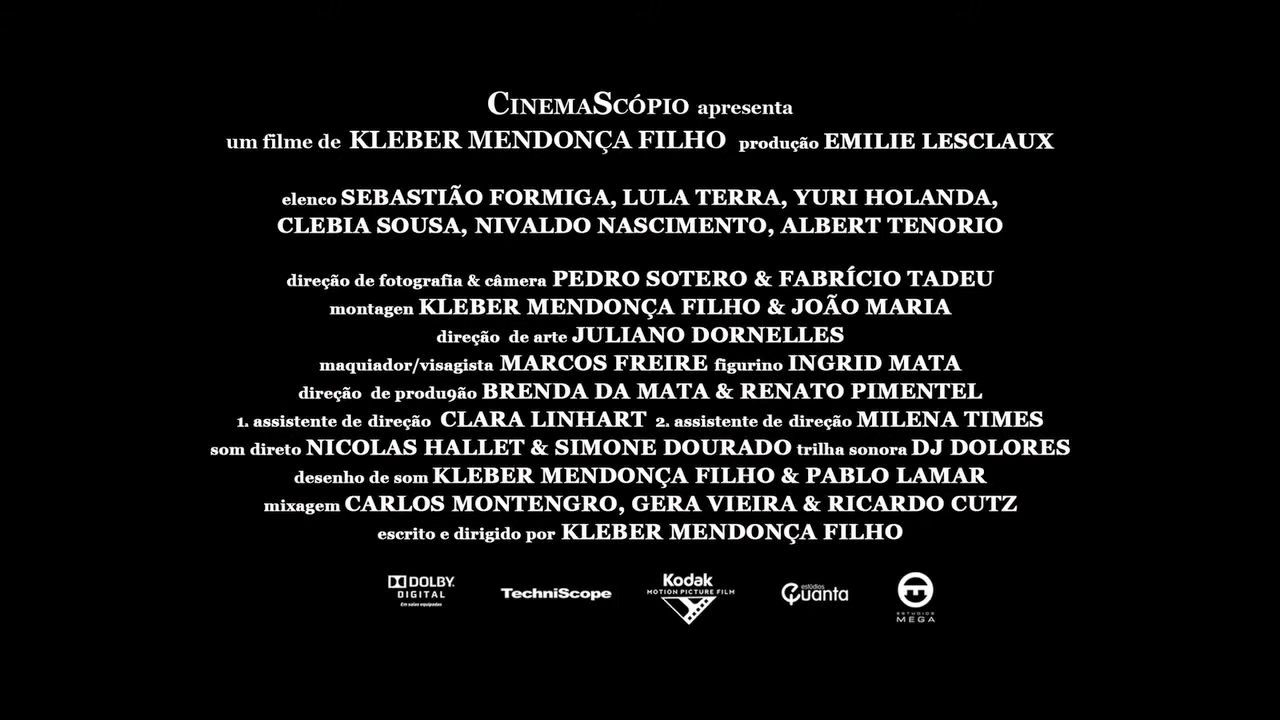 CINEMASCÓPIO apresenta
um filme de KLEBER MENDONÇA FILHO produção EMILIE LESCLAUX
elenco SEBASTIÃO FORMIGA, LULA TERRA, YURI HOLANDA,
CLEBIA SOUSA, NIVALDO NASCIMENTO, ALBERT TENORIO
direção de fotografia & câmera PEDRO SOTERO & FABRÍCIO TADEU
montagen KLEBER MENDONÇA FILHO & JOÃO MARIA
direção de arte JULIANO DORNELLES
maquiador/visagista MARCOS FREIRE figurino INGRID MATA
direção de produ9ão BRENDA DA MATA & RENATO PIMENTEL
1. assistente de direção CLARA LINHART 2. assistente de direção MILENA TIMES
som direto NICOLAS HALLET & SIMONE DOURADO trilha sonora DJ DOLORES
desenho de som KLEBER MENDONÇA FILHO & PABLO LAMAR
mixagem CARLOS MONTENGRO, GERA VIEIRA & RICARDO CUTZ
escrito e dirigido por KLEBER MENDONÇA FILHO
DOLBY DIGITAL Em salas equipadas
TechniScope
Kodak MOTION PICTURE FILM
estúdios Quanta
ESTUDIOS MEGA